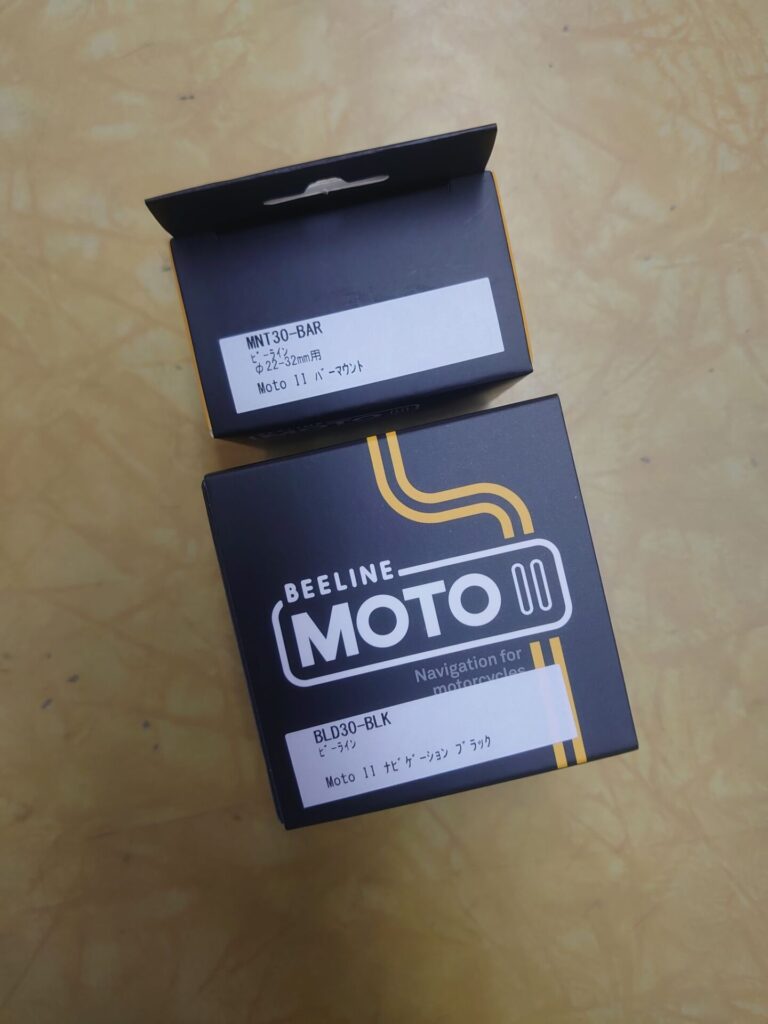 MNT30-BAR
ビーライン
φ22-32mm用
Moto II バーマウント
BEELINE
MOTO II
Navigation for
motorcycles
BLD30-BLK
ビーライン
Moto II ナビゲーション ブラック